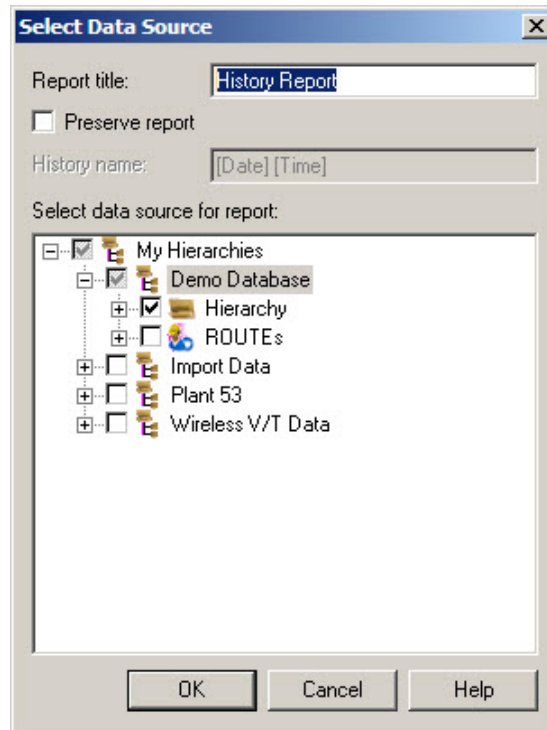 Select Data Source
Report title: History Report
Preserve report
History name: [Date] [Time]
Select data source for report:
My Hierarchies
Demo Database
Hierarchy
ROUTEs
Import Data
Plant 53
Wireless V/T Data
OK Cancel Help